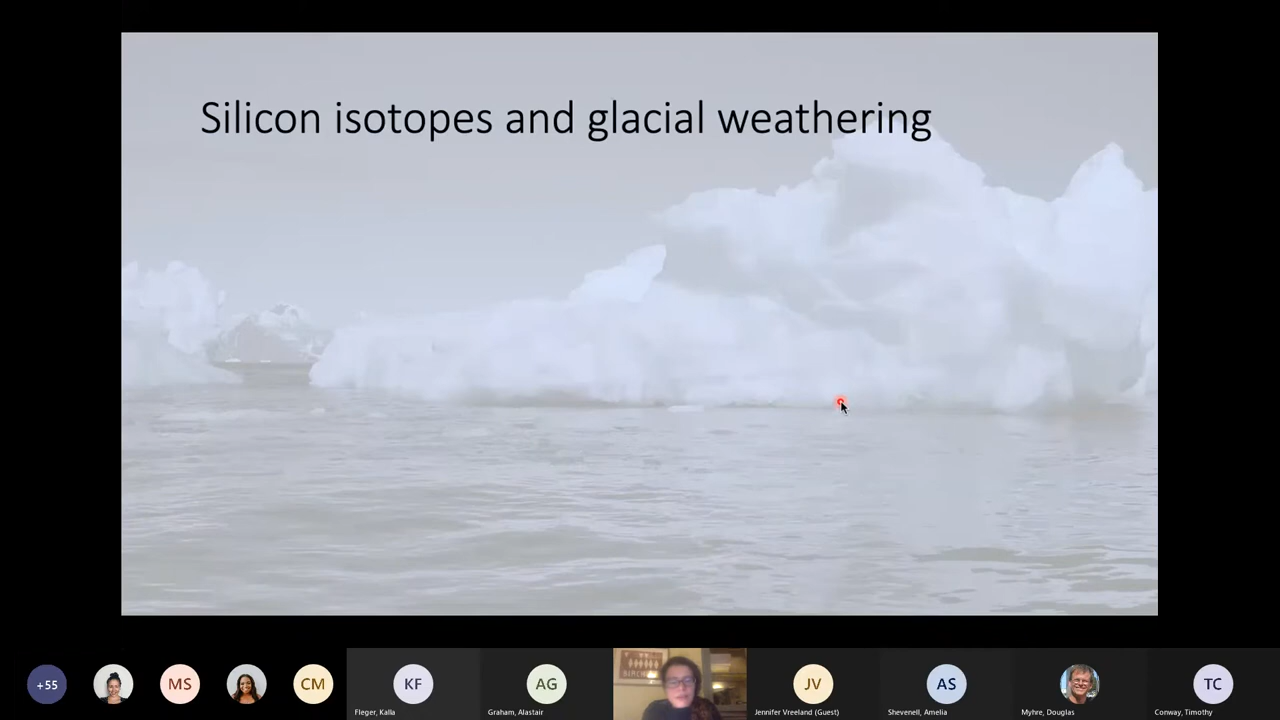 Silicon isotopes and glacial weathering
+55
MS
CM
KF
AG
JV
AS
TC
Fleger, Kalla
Graham, Alastair
Jennifer Vreeland (Guest)
Shevenell, Amelia
Myhre, Douglas
Conway, Timothy